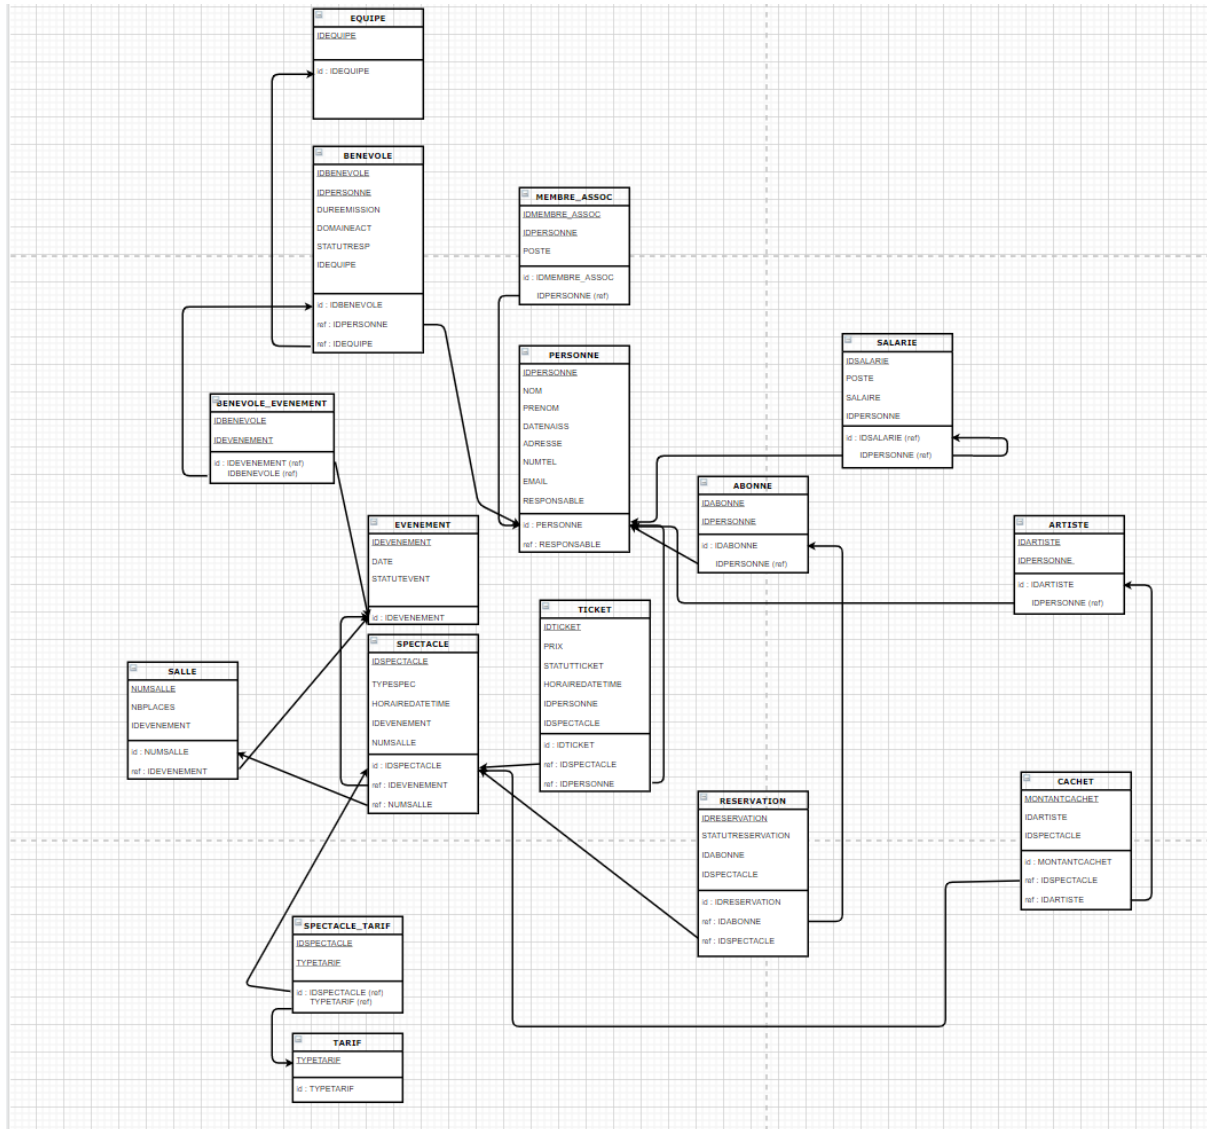 EQUIPE
IDEQUIPE
id : IDEQUIPE
BENEVOLE
IDBENEVOLE
IDPERSONNE
DUREEMISSION
DOMAINEACT
STATUTRESP
IDEQUIPE
id : IDBENEVOLE
ref : IDPERSONNE
ref : IDEQUIPE
MEMBRE_ASSOC
IDMEMBRE_ASSOC
IDPERSONNE
POSTE
id : IDMEMBRE_ASSOC
IDPERSONNE (ref)
PERSONNE
IDPERSONNE
NOM
PRENOM
DATENAISS
ADRESSE
NUMTEL
EMAIL
RESPONSABLE
id : PERSONNE
ref : RESPONSABLE
SALARIE
IDSALARIE
POSTE
SALAIRE
IDPERSONNE
id : IDSALARIE (ref)
IDPERSONNE (ref)
BENEVOLE_EVENEMENT
IDBENEVOLE
IDEVENEMENT
id : IDEVENEMENT (ref)
IDBENEVOLE (ref)
ABONNE
IDABONNE
IDPERSONNE
id : IDABONNE
IDPERSONNE (ref)
EVENEMENT
IDEVENEMENT
DATE
STATUTEVENT
id : IDEVENEMENT
ARTISTE
IDARTISTE
IDPERSONNE
id : IDARTISTE
IDPERSONNE (ref)
TICKET
IDTICKET
PRIX
STATUTTICKET
HORAIREDATETIME
IDPERSONNE
IDSPECTACLE
id : IDTICKET
ref : IDSPECTACLE
ref : IDPERSONNE
SPECTACLE
IDSPECTACLE
TYPESPEC
HORAIREDATETIME
IDEVENEMENT
NUMSALLE
id : IDSPECTACLE
ref : IDEVENEMENT
ref : NUMSALLE
SALLE
NUMSALLE
NBPLACES
IDEVENEMENT
id : NUMSALLE
ref : IDEVENEMENT
CACHET
MONTANTCACHET
IDARTISTE
IDSPECTACLE
id : MONTANTCACHET
ref : IDSPECTACLE
ref : IDARTISTE
RESERVATION
IDRESERVATION
STATUTRESERVATION
IDABONNE
IDSPECTACLE
id : IDRESERVATION
ref : IDABONNE
ref : IDSPECTACLE
SPECTACLE_TARIF
IDSPECTACLE
TYPETARIF
id : IDSPECTACLE (ref)
TYPETARIF (ref)
TARIF
TYPETARIF
id : TYPETARIF